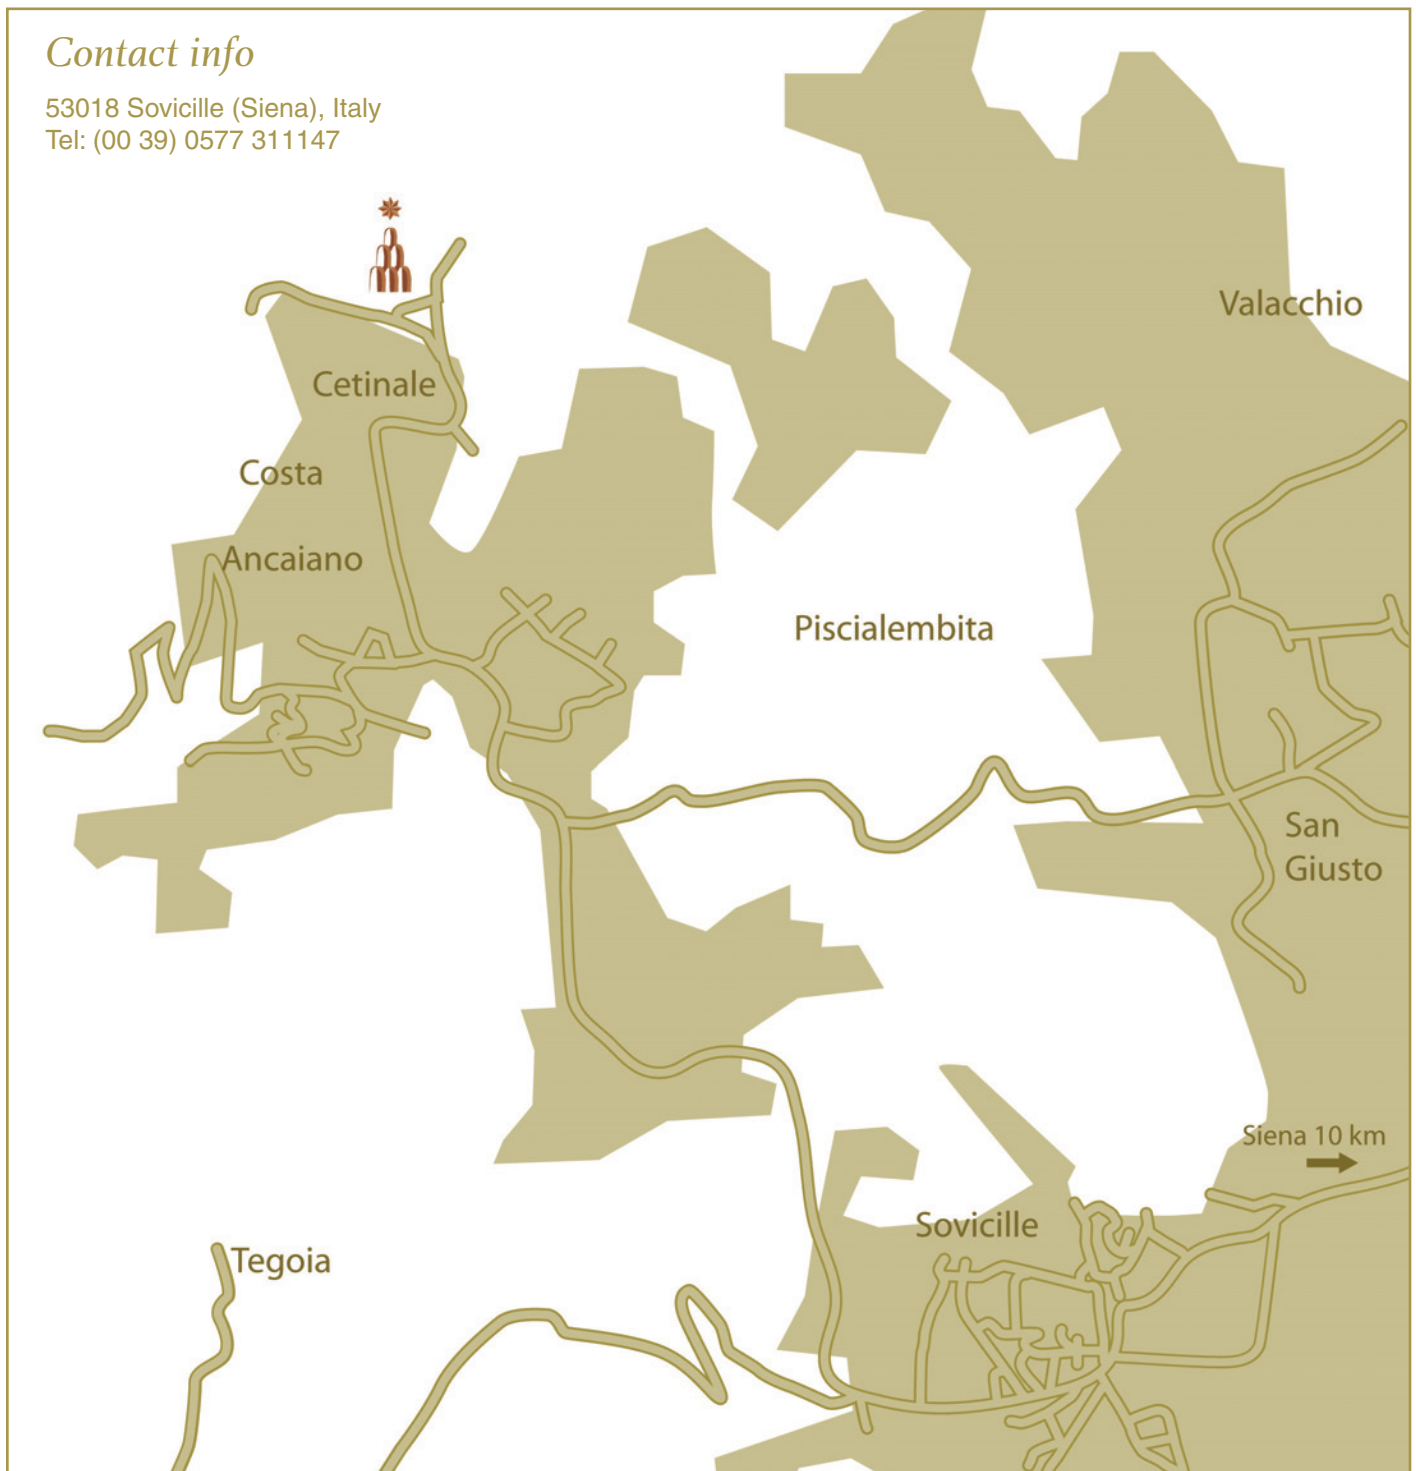 Contact info
53018 Sovicille (Siena), Italy
Tel: (00 39) 0577 311147
Valacchio
Cetinale
Costa
Ancaiano
Piscialembita
San
Giusto
Siena 10 km
Sovicille
Tegoia